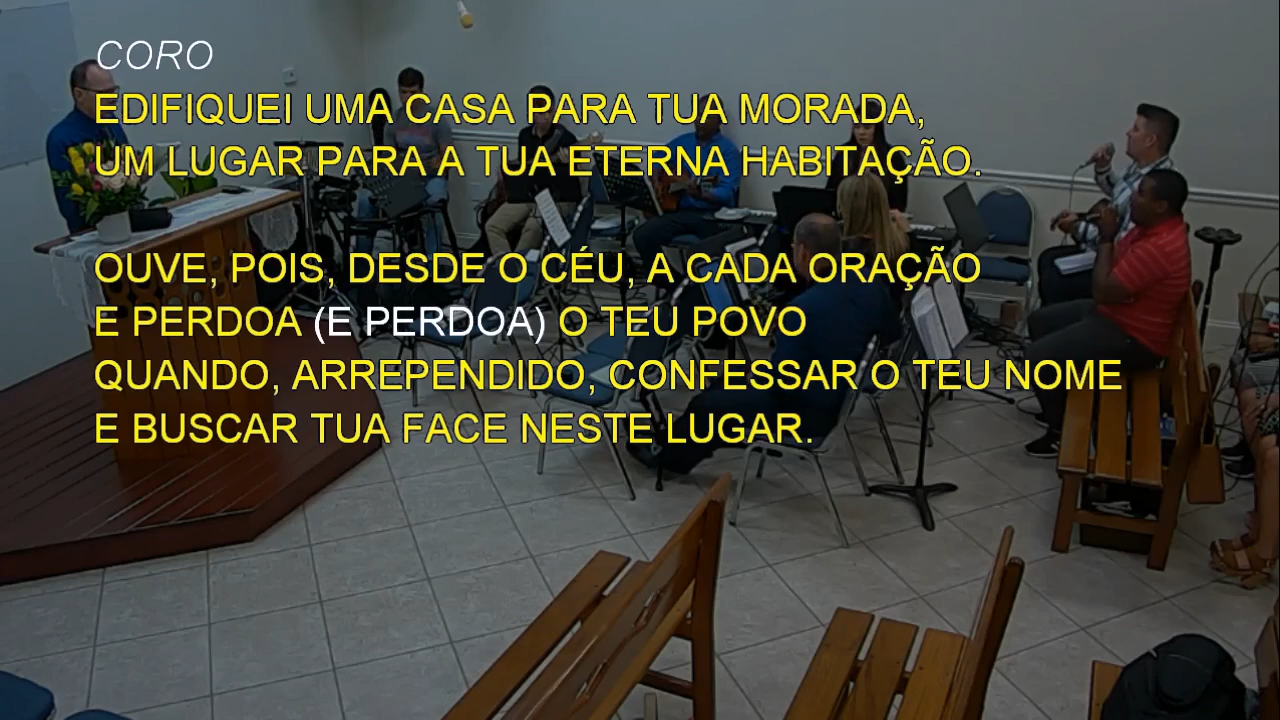 CORO
EDIFIQUEI UMA CASA PARA TUA MORADA,
UM LUGAR PARA A TUA ETERNA HABITAÇÃO.
OUVE, POIS, DESDE O CÉU, A CADA ORAÇÃO
E PERDOA (E PERDOA) O TEU POVO
QUANDO, ARREPENDIDO, CONFESSAR O TEU NOME
E BUSCAR TUA FACE NESTE LUGAR.